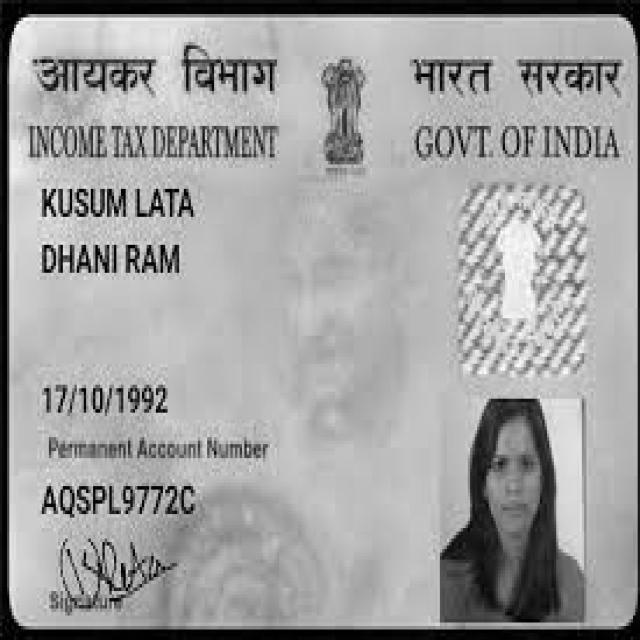 आयकर विभाग
INCOME TAX DEPARTMENT
भारत सरकार
GOVT. OF INDIA
KUSUM LATA
DHANI RAM
17/10/1992
Permanent Account Number
AQSPL9772C
Signature